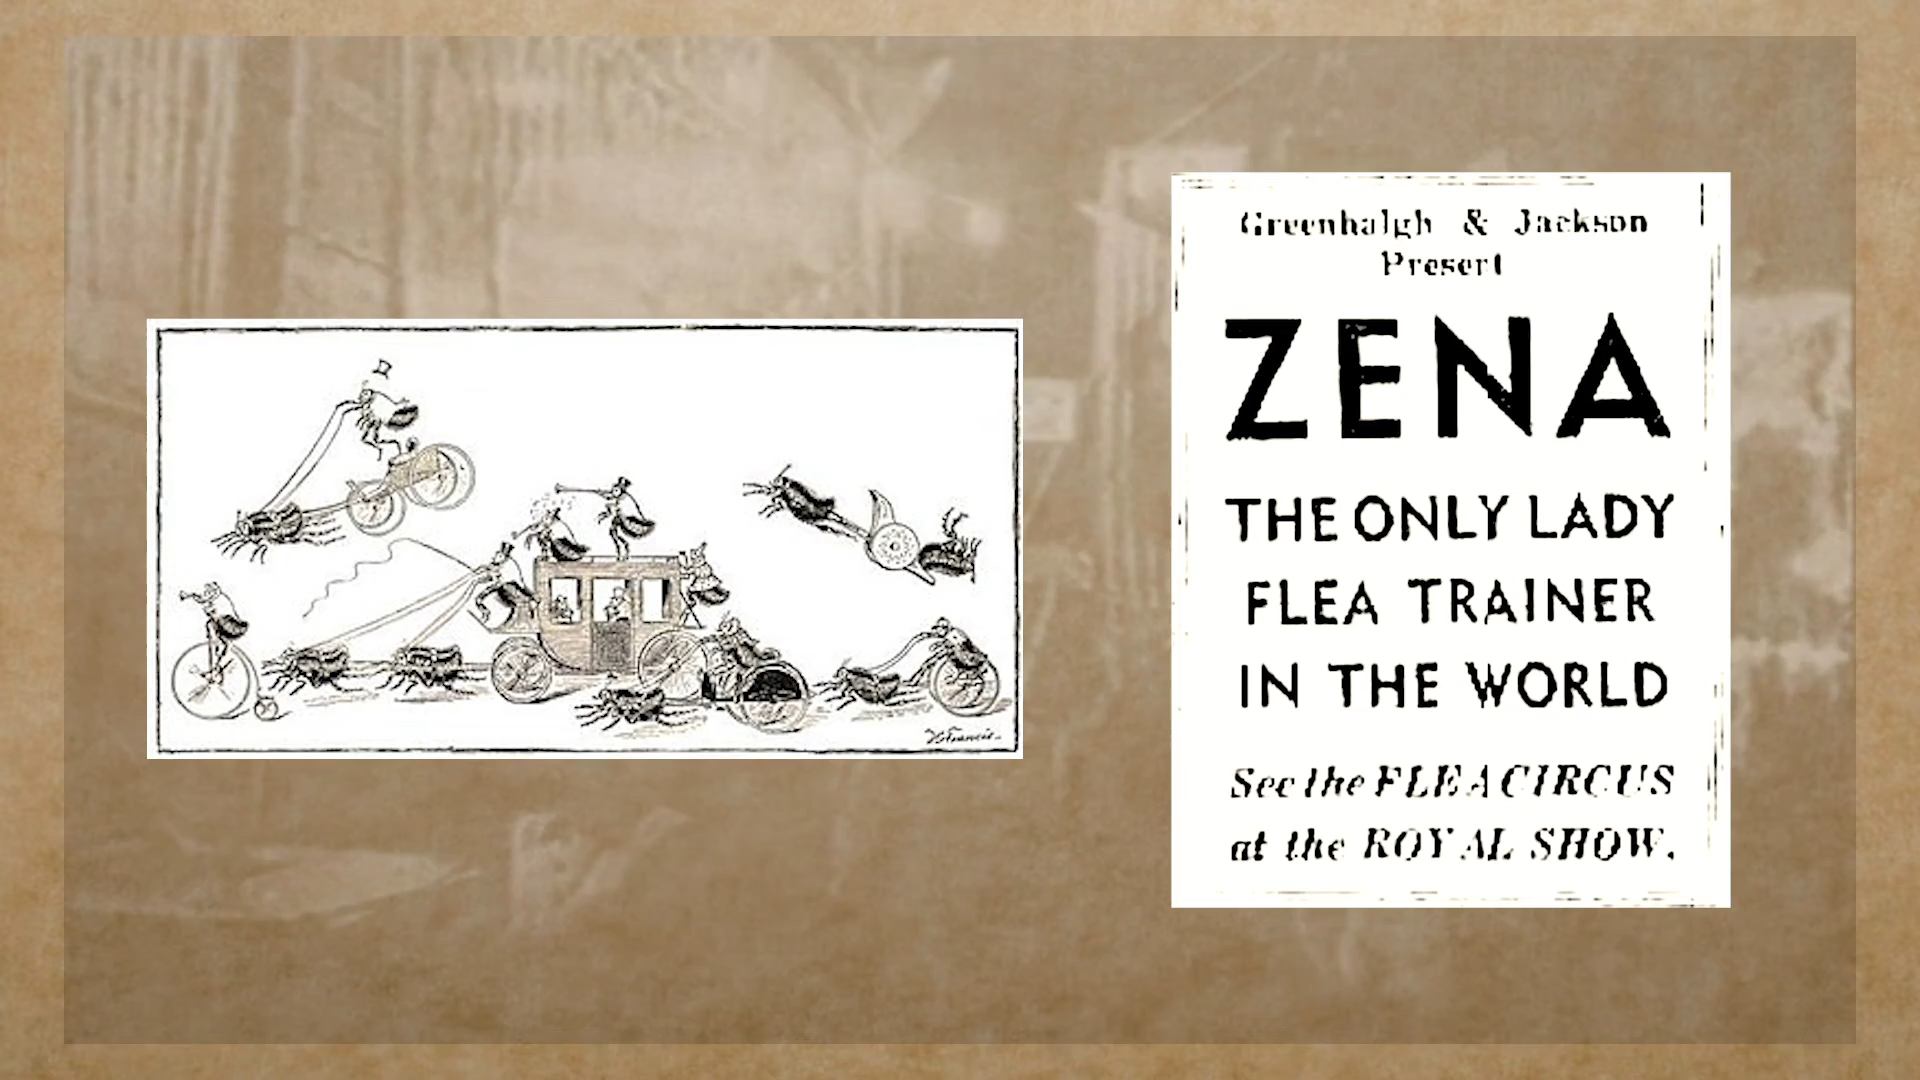 Greenhalgh & Jackson
Present
ZENA
THE ONLY LADY
FLEA TRAINER
IN THE WORLD
See the FLEA CIRCUS
at the ROYAL SHOW.